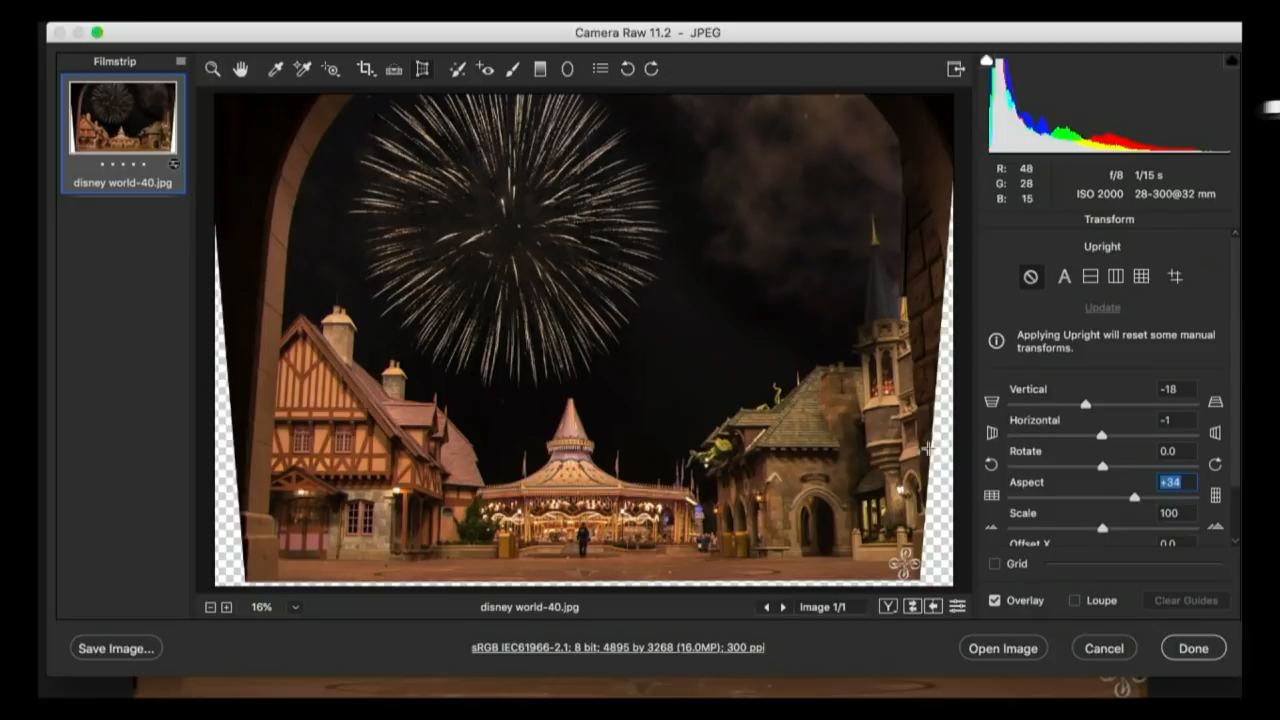 Camera Raw 11.2 - JPEG
Filmstrip
disney world-40.jpg
R: 48
G: 28
B: 15
f/8 1/15 s
ISO 2000 28-300@32 mm
Transform
Upright
A
Update
Applying Upright will reset some manual
transforms.
Vertical -18
Horizontal -1
Rotate 0.0
Aspect +34
Scale 100
Offset X 0.0
Grid
Overlay Loupe Clear Guides
16% disney world-40.jpg Image 1/1 Y
Save Image... sRGB IEC61966-2.1; 8 bit; 4895 by 3268 (16.0MP); 300 ppi Open Image Cancel Done